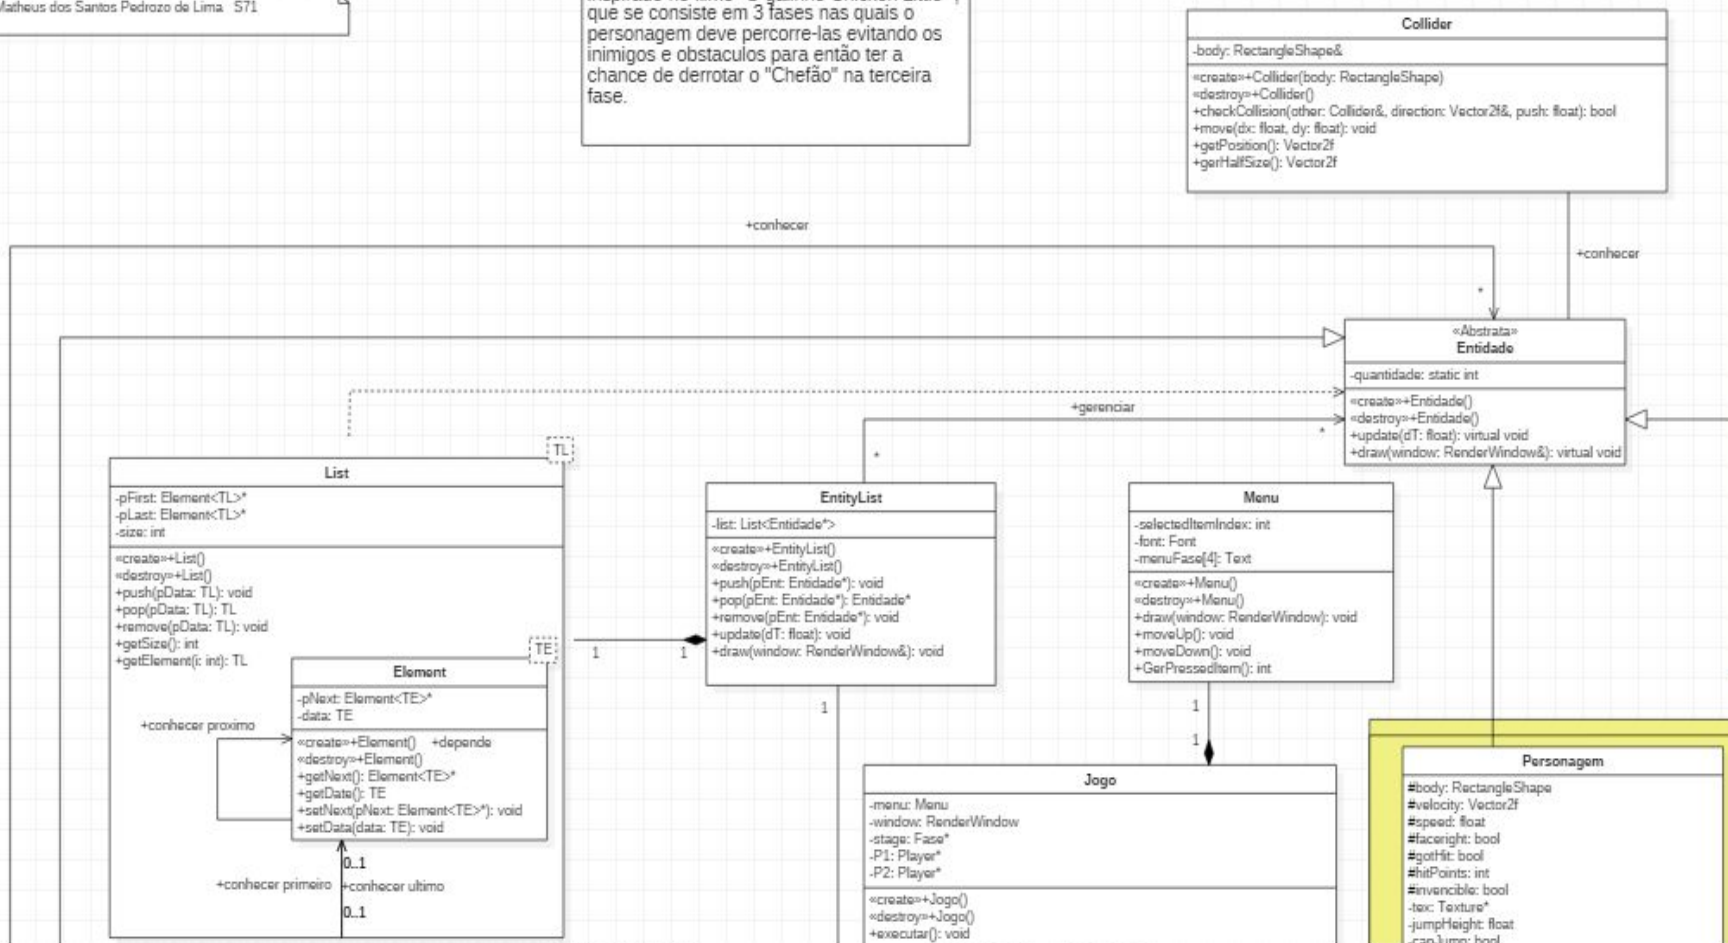 Matheus dos Santos Pedrozo de Lima S71
que se consiste em 3 fases nas quais o
personagem deve percorre-las evitando os
inimigos e obstaculos para então ter a
chance de derrotar o "Chefão" na terceira
fase.
Collider
-body: RectangleShape&
«create»+Collider(body: RectangleShape)
«destroy»+Collider()
+checkCollision(other: Collider&, direction: Vector2f&, push: float): bool
+move(dx: float, dy: float): void
+getPosition(): Vector2f
+gerHalfSize(): Vector2f
+conhecer
+conhecer
*
«Abstrata»
Entidade
-quantidade: static int
«create»+Entidade()
«destroy»+Entidade()
+update(dT: float): virtual void
+draw(window: RenderWindow&): virtual void
+gerenciar
*
*
TL
List
-pFirst: Element<TL>*
-pLast: Element<TL>*
-size: int
«create»+List()
«destroy»+List()
+push(pData: TL): void
+pop(pData: TL): TL
+remove(pData: TL): void
+getSize(): int
+getElement(i: int): TL
TE
Element
-pNext: Element<TE>*
-data: TE
«create»+Element() +depende
«destroy»+Element()
+getNext(): Element<TE>*
+getDate(): TE
+setNext(pNext: Element<TE>*): void
+setData(data: TE): void
+conhecer proximo
0..1
+conhecer primeiro
+conhecer ultimo
0..1
1
1
EntityList
-list: List<Entidade*>
«create»+EntityList()
«destroy»+EntityList()
+push(pEnt: Entidade*): void
+pop(pEnt: Entidade*): Entidade*
+remove(pEnt: Entidade*): void
+update(dT: float): void
+draw(window: RenderWindow&): void
1
Menu
-selectedItemIndex: int
-font: Font
-menuFase[4]: Text
«create»+Menu()
«destroy»+Menu()
+draw(window: RenderWindow): void
+moveUp(): void
+moveDown(): void
+GerPressedItem(): int
1
1
Jogo
-menu: Menu
-window: RenderWindow
-stage: Fase*
-P1: Player*
-P2: Player*
«create»+Jogo()
«destroy»+Jogo()
+executar(): void
Personagem
#body: RectangleShape
#velocity: Vector2f
#speed: float
#faceright: bool
#gotHit: bool
#hitPoints: int
#invencible: bool
-tex: Texture*
-jumpHeight: float
-canJump: bool